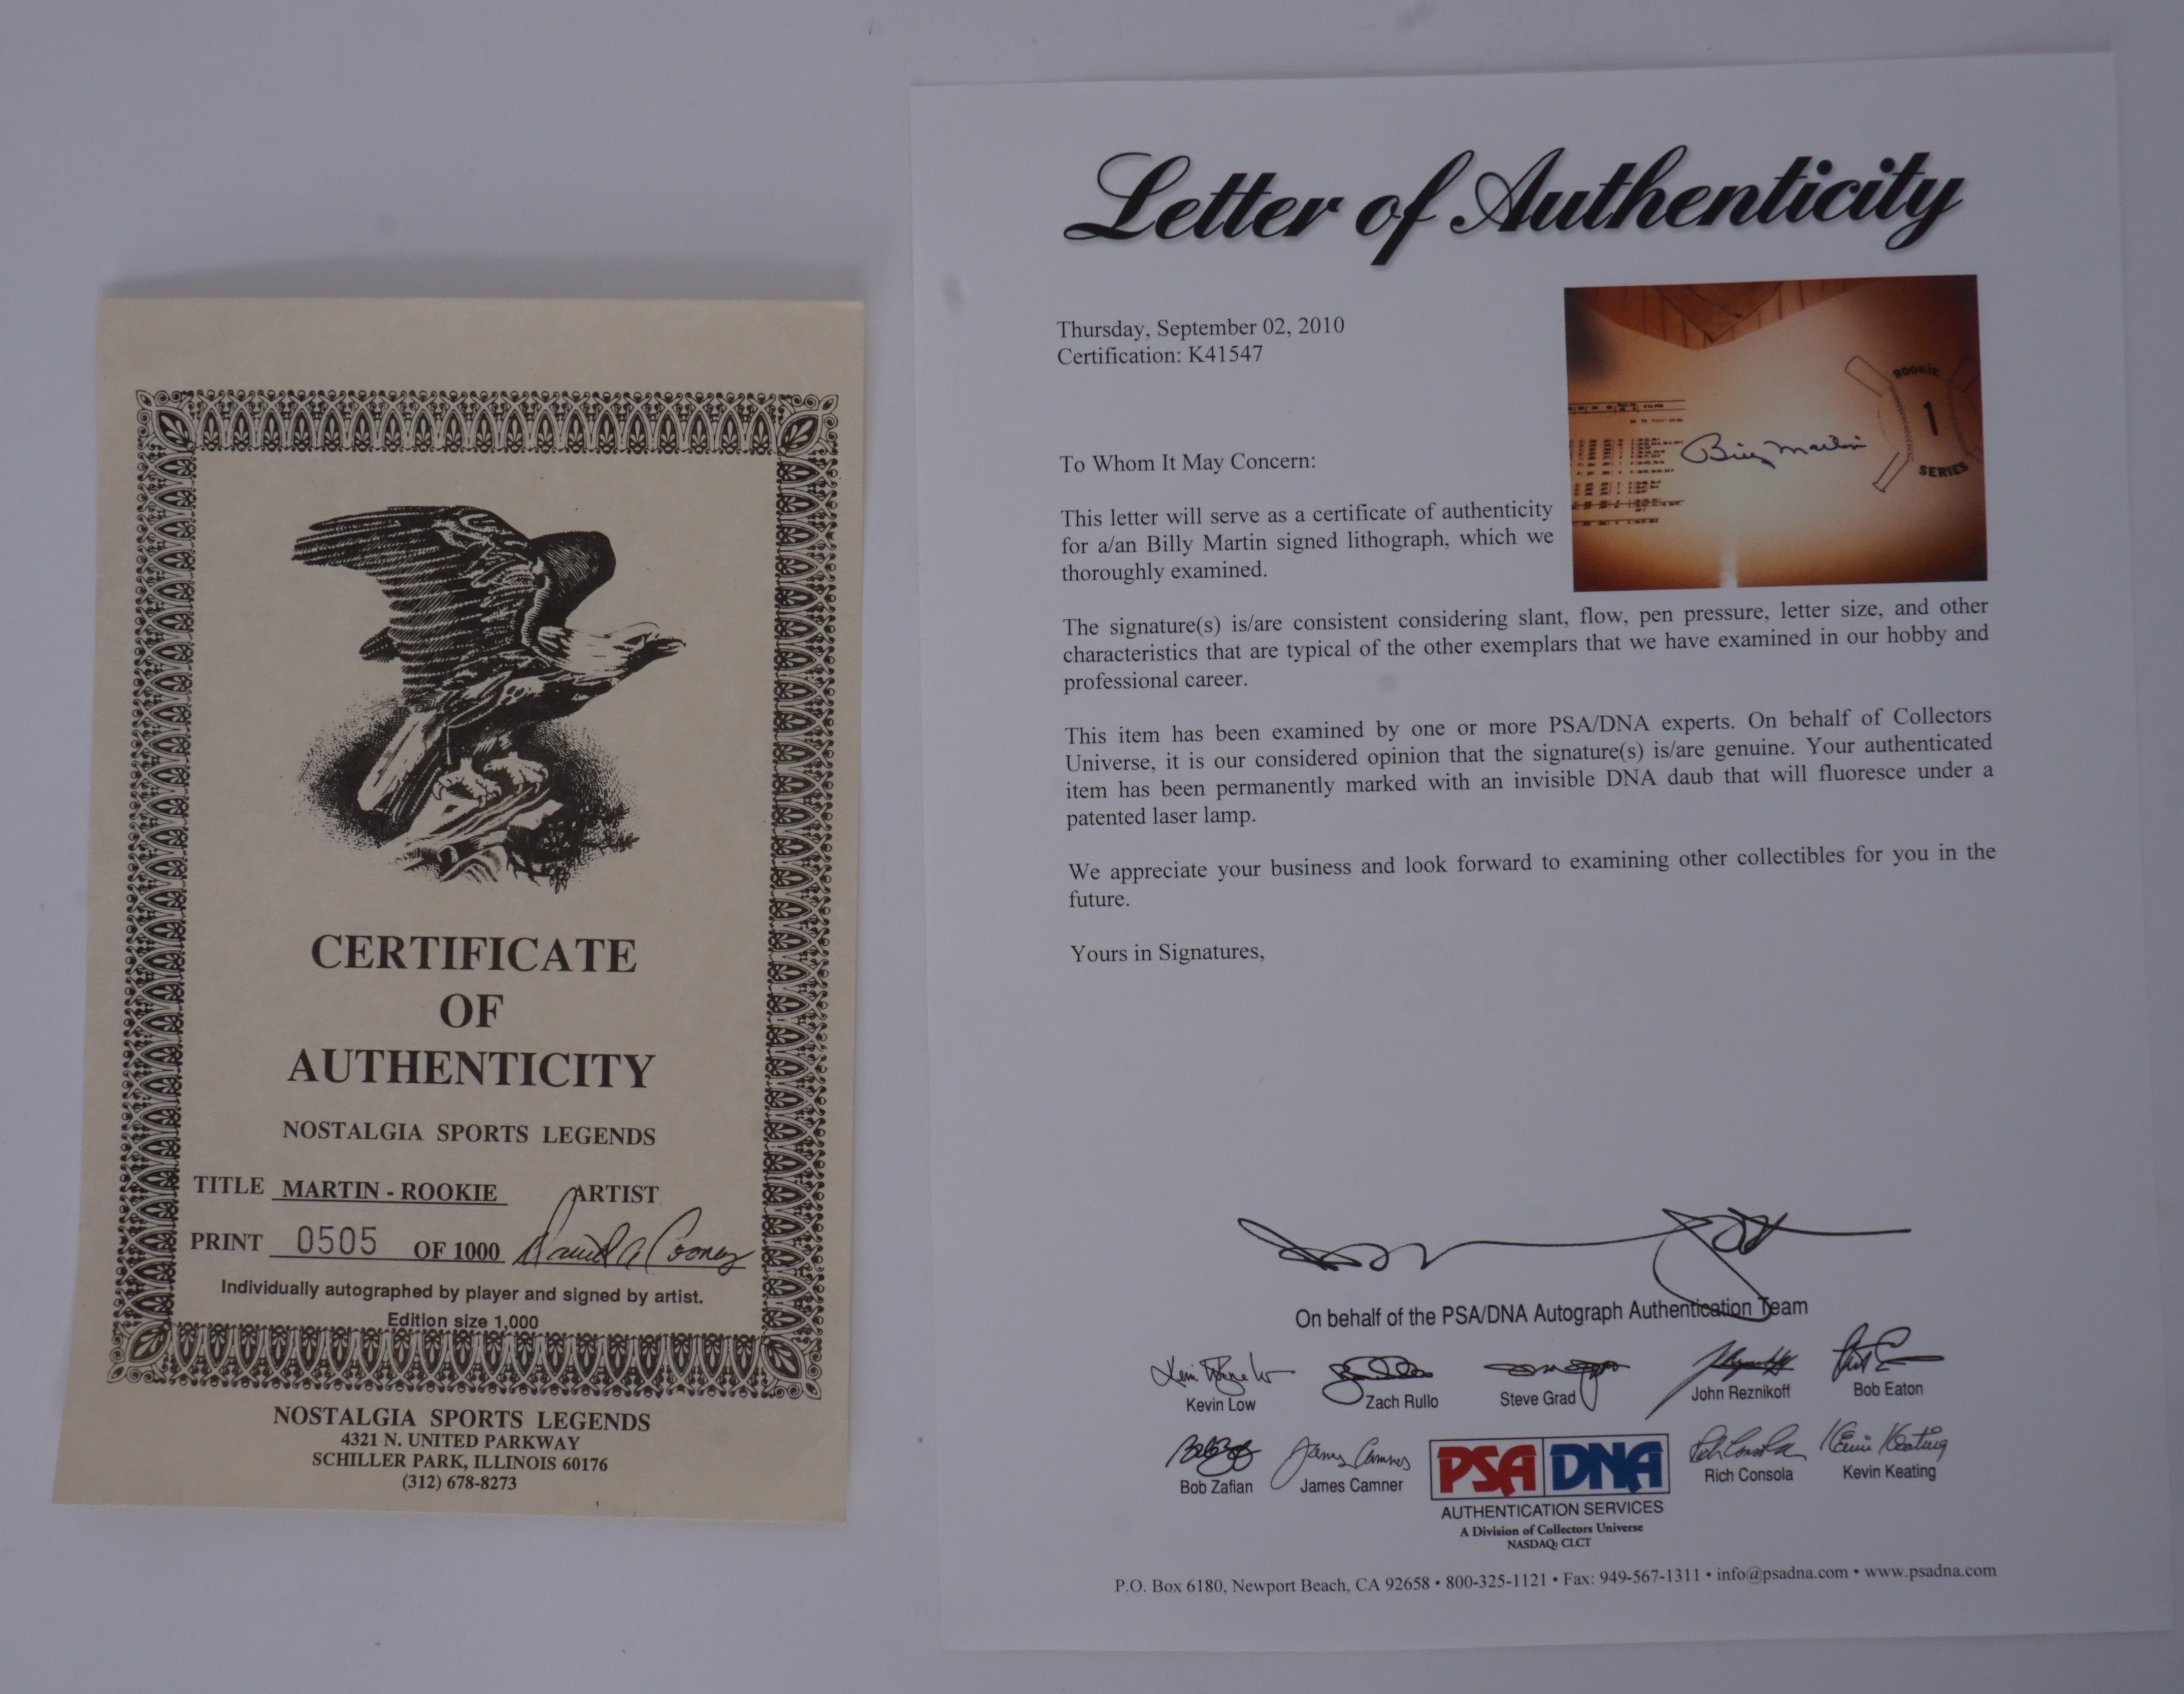 CERTIFICATE
OF
AUTHENTICITY
NOSTALGIA SPORTS LEGENDS
TITLE MARTIN - ROOKIE ARTIST
PRINT 0505 OF 1000 David A Cooney
Individually autographed by player and signed by artist.
Edition size 1,000
NOSTALGIA SPORTS LEGENDS
4321 N. UNITED PARKWAY
SCHILLER PARK, ILLINOIS 60176
(312) 678-8273
Letter of Authenticity
Thursday, September 02, 2010
Certification: K41547
ROOKIE
1
SERIES
Billy Martin
To Whom It May Concern:
This letter will serve as a certificate of authenticity
for a/an Billy Martin signed lithograph, which we
thoroughly examined.
The signature(s) is/are consistent considering slant, flow, pen pressure, letter size, and other
characteristics that are typical of the other exemplars that we have examined in our hobby and
professional career.
This item has been examined by one or more PSA/DNA experts. On behalf of Collectors
Universe, it is our considered opinion that the signature(s) is/are genuine. Your authenticated
item has been permanently marked with an invisible DNA daub that will fluoresce under a
patented laser lamp.
We appreciate your business and look forward to examining other collectibles for you in the
future.
Yours in Signatures,
On behalf of the PSA/DNA Autograph Authentication Team
Kevin Low Zach Rullo Steve Grad John Reznikoff Bob Eaton
James Camner Rich Consola Kevin Keating
Bob Zafian James Camner Rich Consola Kevin Keating
PSA DNA
AUTHENTICATION SERVICES
A Division of Collectors Universe
NASDAQ: CLCT
P.O. Box 6180, Newport Beach, CA 92658 • 800-325-1121 • Fax: 949-567-1311 • info@psadna.com • www.psadna.com